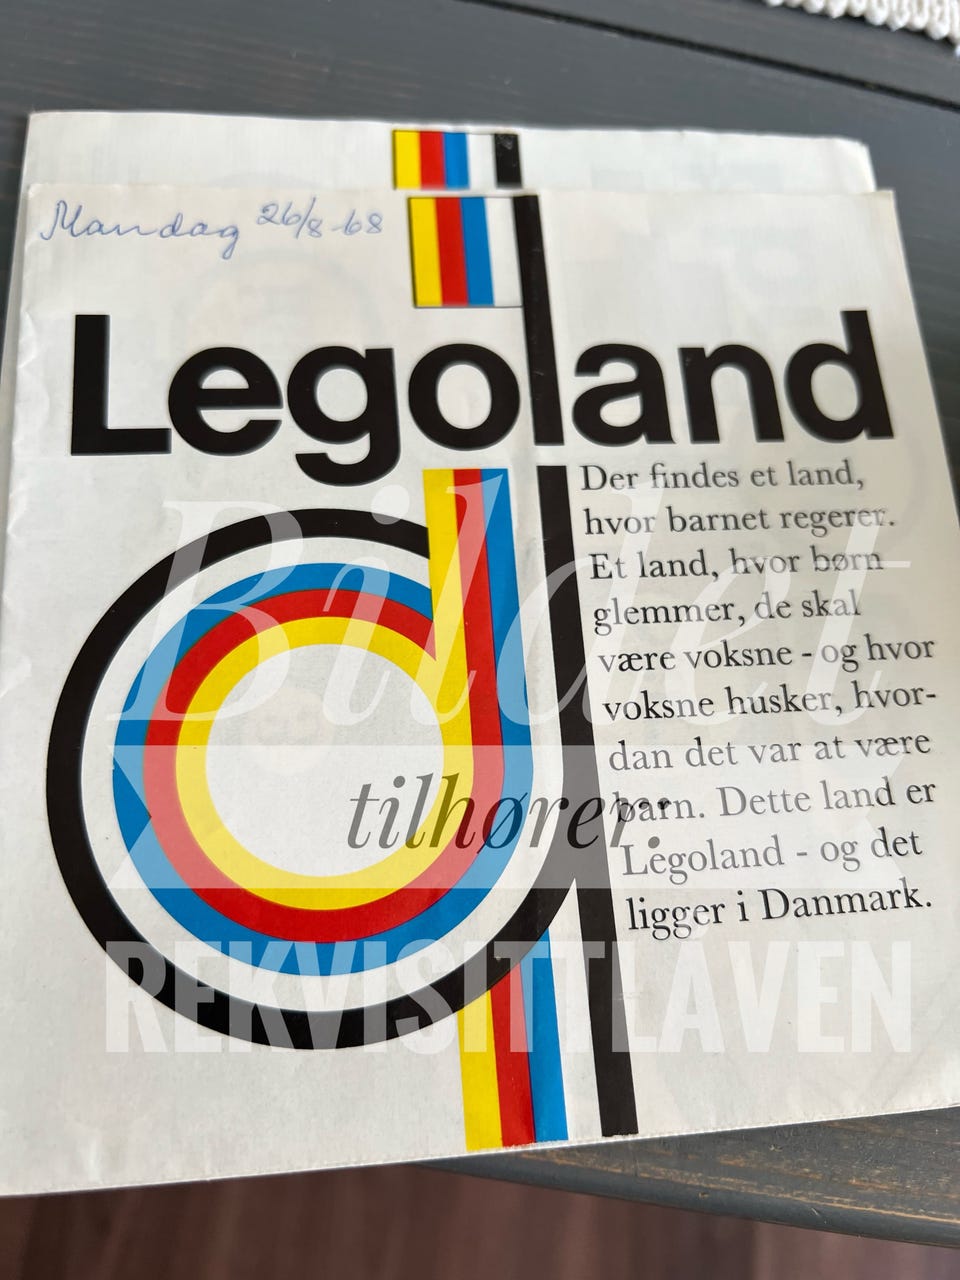 Mandag 26/8-68
Legoland
Der findes et land,
hvor barnet regerer.
Et land, hvor børn
glemmer, de skal
være voksne - og hvor
voksne husker, hvor-
dan det var at være
barn. Dette land er
Legoland - og det
ligger i Danmark.
Bildet
tilhører:
REKVISITTLAVEN